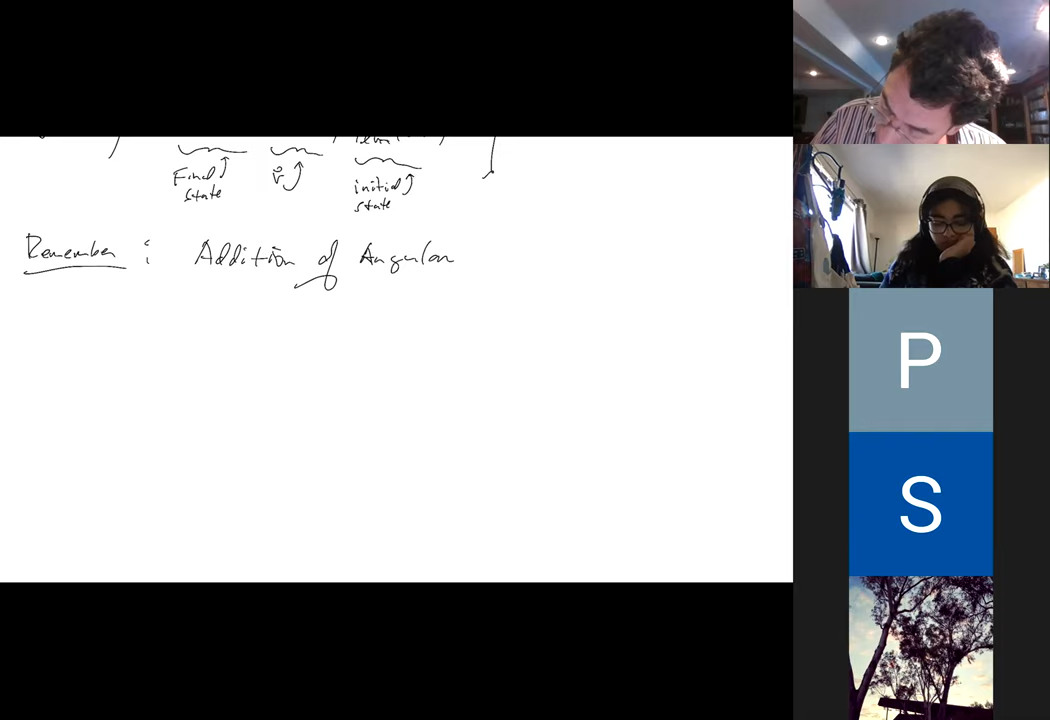 Final
state
r̂
initial
state
Remember : Addition of Angular
P
S